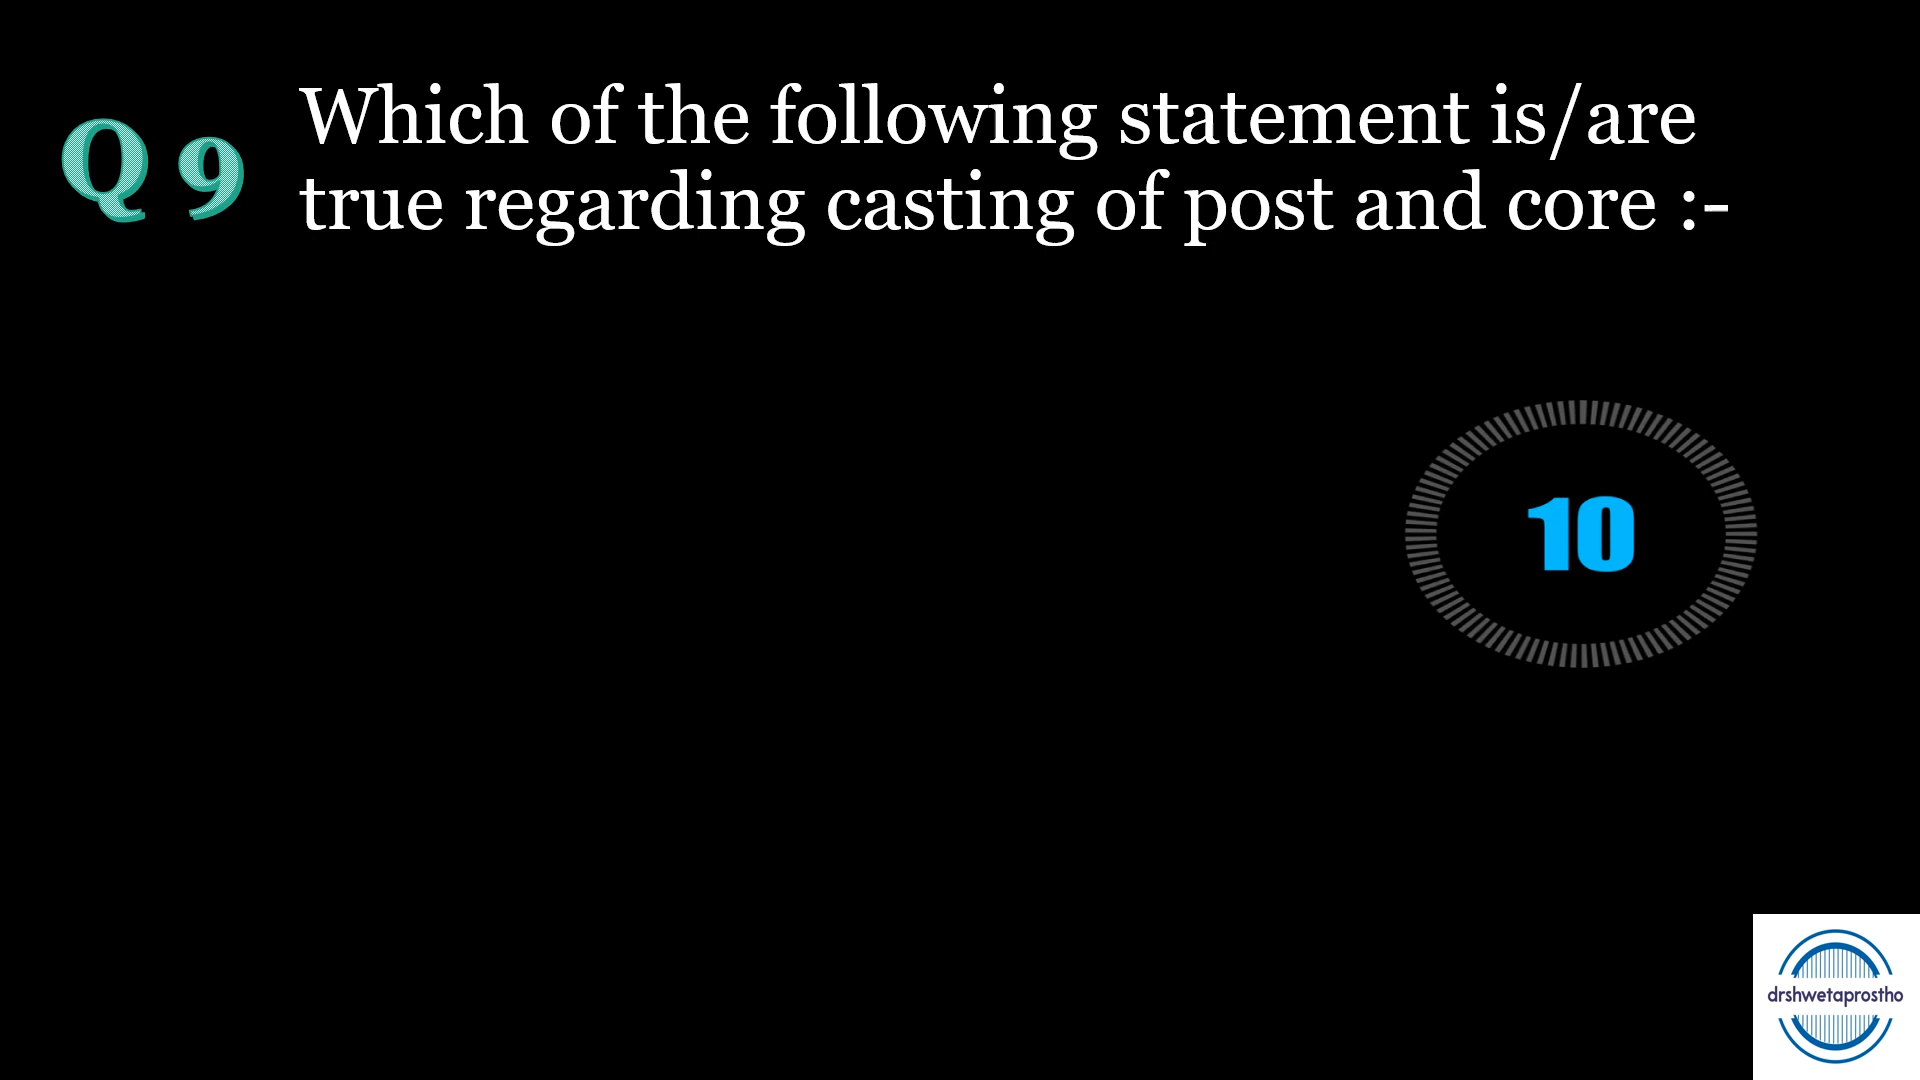 Q 9
Which of the following statement is/are
true regarding casting of post and core :-
10
drshwetaprostho